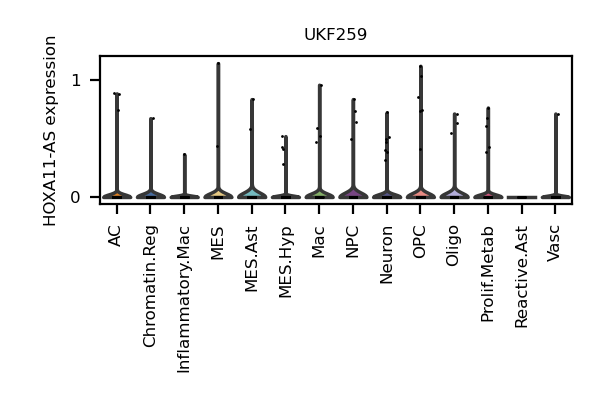 UKF259
HOXA11-AS expression
1
0
AC
Chromatin.Reg
Inflammatory.Mac
MES
MES.Ast
MES.Hyp
Mac
NPC
Neuron
OPC
Oligo
Prolif.Metab
Reactive.Ast
Vasc